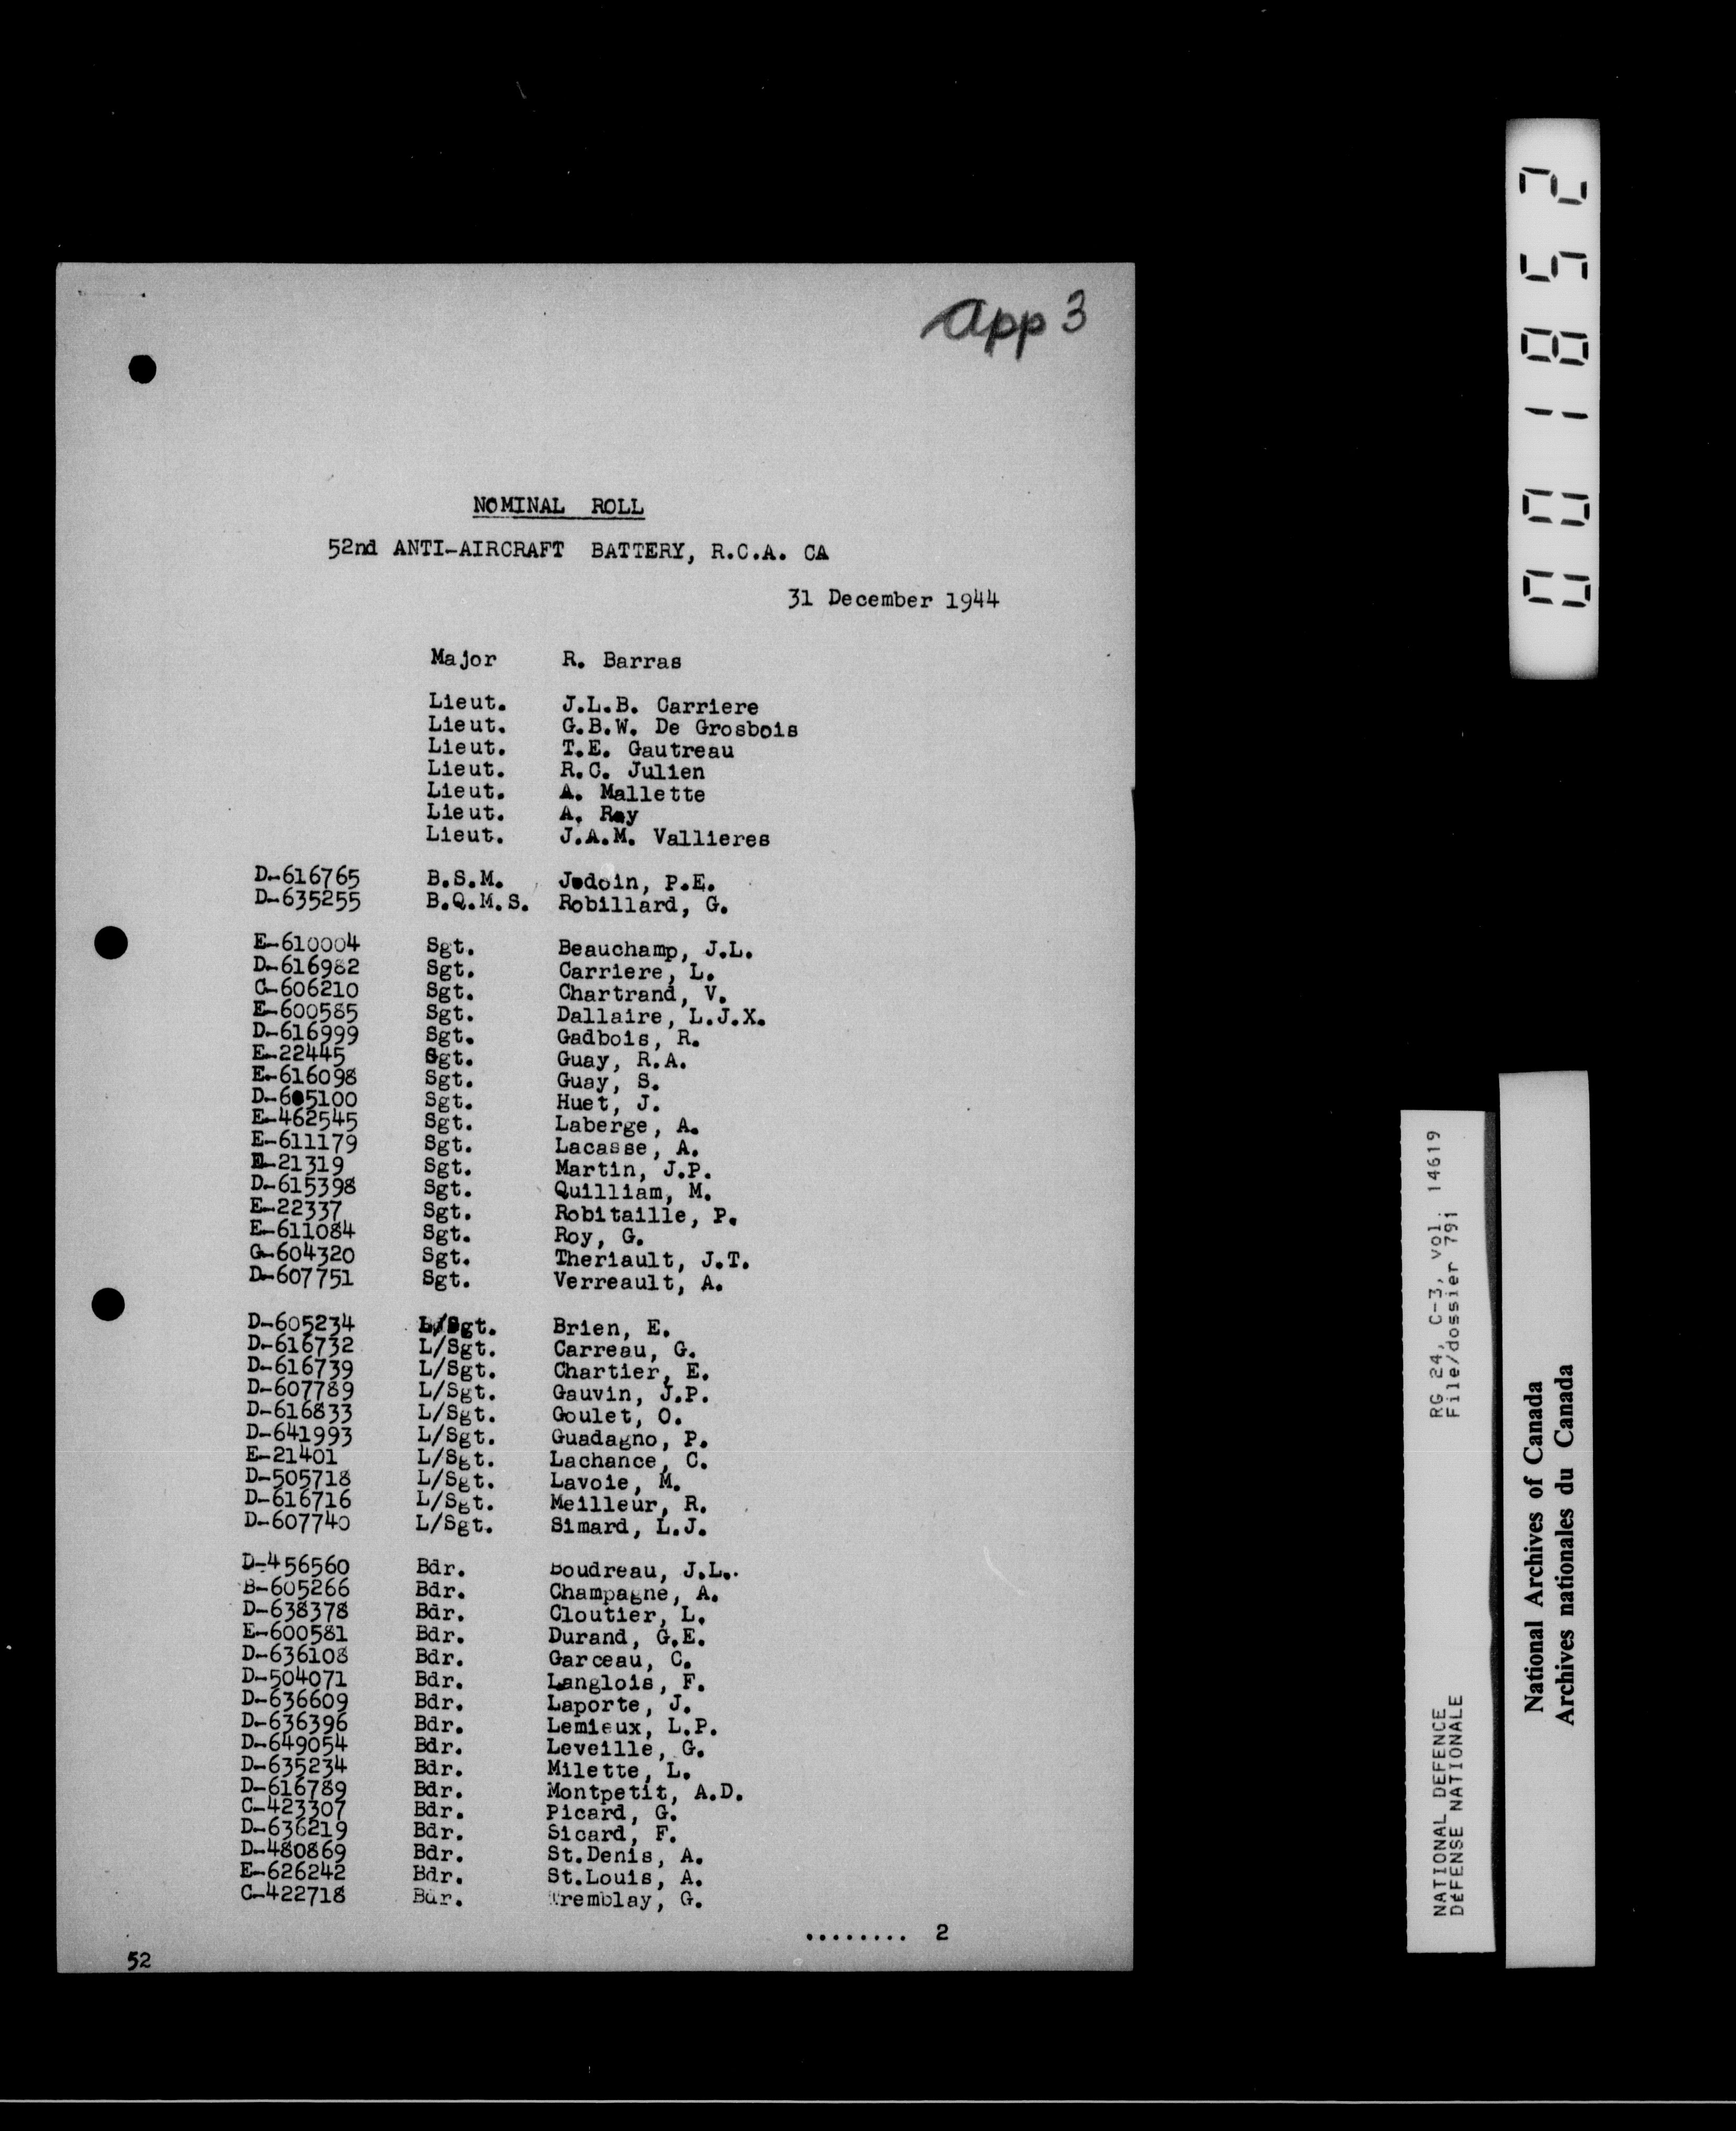 app 3
NOMINAL ROLL
52nd ANTI-AIRCRAFT BATTERY, R.C.A. CA
31 December 1944
Major R. Barras
Lieut. J.L.B. Carriere
Lieut. G.B.W. De Grosbois
Lieut. T.E. Gautreau
Lieut. R.C. Julien
Lieut. A. Mallette
Lieut. A. Roy
Lieut. J.A.M. Vallieres
D-616765 B.S.M. Jodoin, P.E.
D-635255 B.Q.M.S. Robillard, G.
E-610004 Sgt. Beauchamp, J.L.
D-616982 Sgt. Carriere, L.
C-606210 Sgt. Chartrand, V.
E-600585 Sgt. Dallaire, L.J.X.
D-616999 Sgt. Gadbois, R.
E-22445 Sgt. Guay, R.A.
E-616098 Sgt. Guay, S.
D-605100 Sgt. Huet, J.
E-462545 Sgt. Laberge, A.
E-611179 Sgt. Lacasse, A.
E-21319 Sgt. Martin, J.P.
D-615398 Sgt. Quilliam, M.
E-22337 Sgt. Robitaille, P.
E-611084 Sgt. Roy, G.
G-604320 Sgt. Theriault, J.T.
D-607751 Sgt. Verreault, A.
D-605234 L/Sgt. Brien, E.
D-616732 L/Sgt. Carreau, G.
D-616739 L/Sgt. Chartier, E.
D-607789 L/Sgt. Gauvin, J.P.
D-616833 L/Sgt. Goulet, O.
D-641993 L/Sgt. Guadagno, P.
E-21401 L/Sgt. Lachance, C.
D-505718 L/Sgt. Lavoie, M.
D-616716 L/Sgt. Meilleur, R.
D-607740 L/Sgt. Simard, L.J.
D-456560 Bdr. Boudreau, J.L.
B-605266 Bdr. Champagne, A.
D-638378 Bdr. Cloutier, L.
E-600581 Bdr. Durand, G.E.
D-636108 Bdr. Garceau, C.
D-504071 Bdr. Langlois, F.
D-636609 Bdr. Laporte, J.
D-636396 Bdr. Lemieux, L.P.
D-649054 Bdr. Leveille, G.
D-635234 Bdr. Milette, L.
D-616789 Bdr. Montpetit, A.D.
C-423307 Bdr. Picard, G.
D-636219 Bdr. Sicard, F.
D-480869 Bdr. St.Denis, A.
E-626242 Bdr. St.Louis, A.
C-422718 Bdr. Tremblay, G.
........ 2
52
001852
NATIONAL DEFENCE RG 24, C-3, vol. 14619
DéFENSE NATIONALE File/dossier 791
National Archives of Canada
Archives nationales du Canada